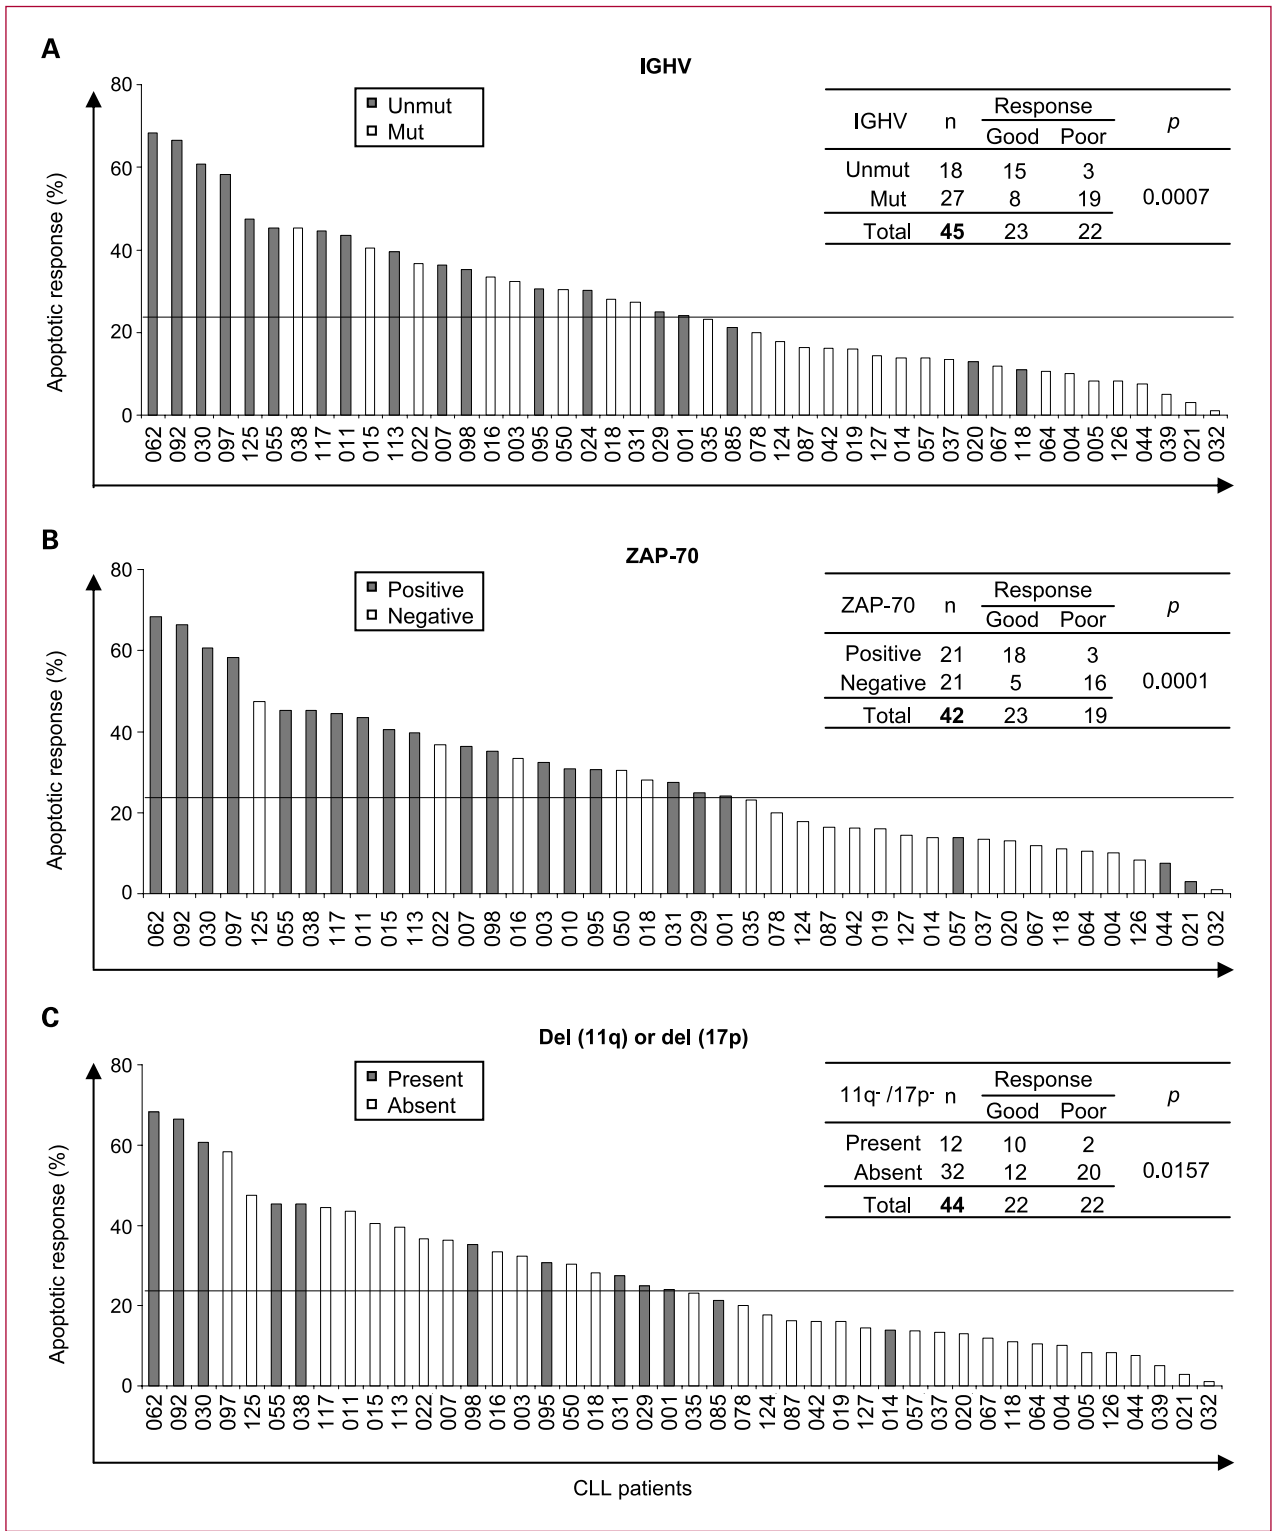 A
IGHV
80
60
40
20
0
Apoptotic response (%)
Unmut
Mut
IGHV n Response p
Good Poor
Unmut 18 15 3
Mut 27 8 19 0.0007
Total 45 23 22
062 092 030 097 125 055 038 117 111 015 113 022 007 098 016 003 095 050 024 018 031 029 001 035 085 078 124 087 042 019 127 014 057 037 020 067 118 064 004 005 126 044 039 021 032
B
ZAP-70
80
60
40
20
0
Apoptotic response (%)
Positive
Negative
ZAP-70 n Response p
Good Poor
Positive 21 18 3
Negative 21 5 16 0.0001
Total 42 23 19
062 092 030 097 125 055 038 117 011 015 113 022 007 098 016 003 010 095 050 018 031 029 001 035 078 124 087 042 019 127 014 057 037 020 067 118 064 004 126 044 021 032
C
Del (11q) or del (17p)
80
60
40
20
0
Apoptotic response (%)
Present
Absent
11q- /17p- n Response p
Good Poor
Present 12 10 2
Absent 32 12 20 0.0157
Total 44 22 22
062 092 030 097 125 055 038 117 011 015 113 022 007 098 016 003 095 050 018 031 029 001 035 085 078 124 087 042 019 127 014 057 037 020 067 118 064 004 005 126 044 039 021 032
CLL patients